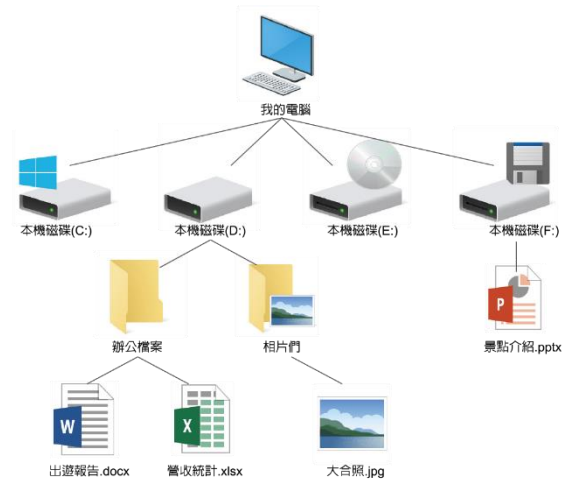 我的電腦
本機磁碟(C:)
本機磁碟(D:)
本機磁碟(E:)
本機磁碟(F:)
辦公檔案
相片們
P
景點介紹.pptx
W
X
出遊報告.docx
營收統計.xlsx
大合照.jpg